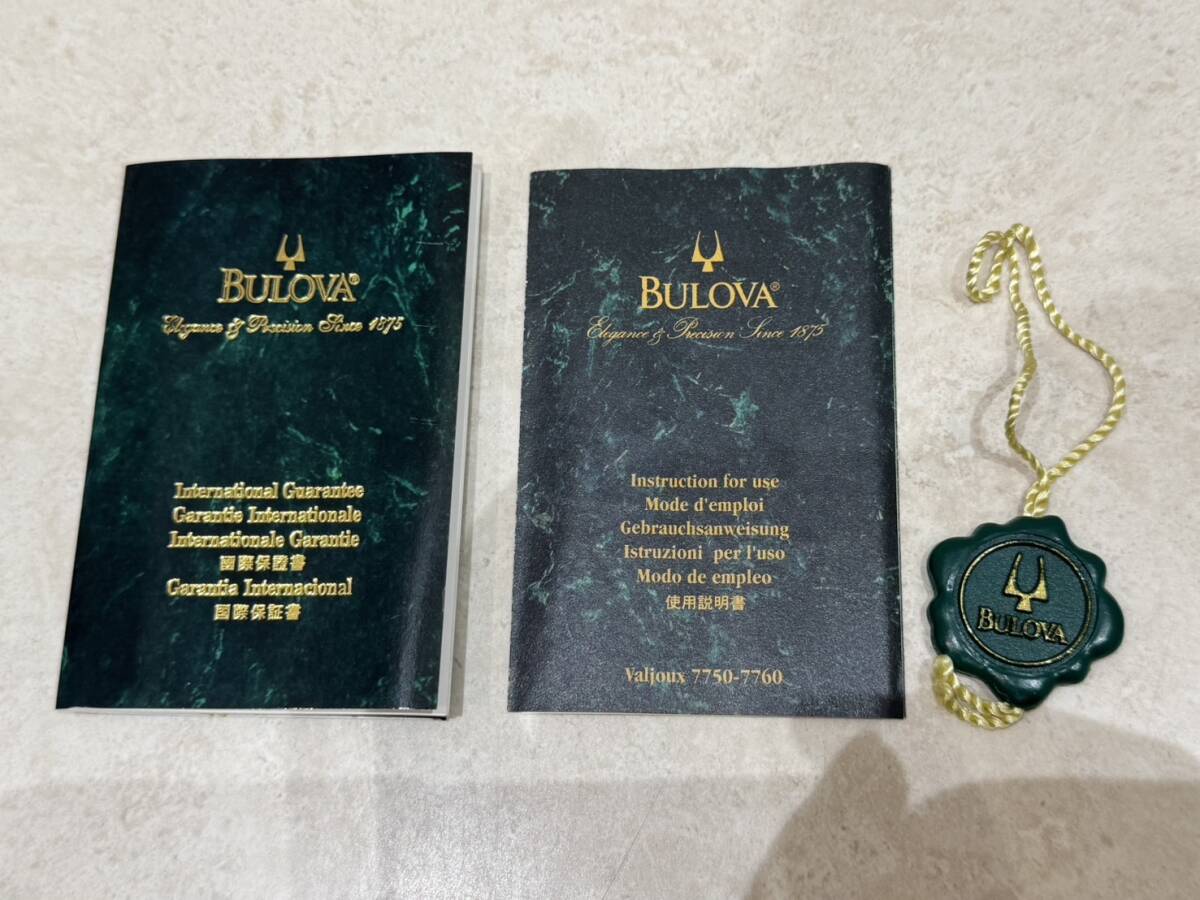 BULOVA®
Elegance & Precision Since 1875
International Guarantee
Garantie Internationale
Internationale Garantie
國際保證書
Garantia Internacional
国際保証書
BULOVA®
Elegance & Precision Since 1875
Instruction for use
Mode d'emploi
Gebrauchsanweisung
Istruzioni per l'uso
Modo de empleo
使用説明書
Valjoux 7750-7760
BULOVA